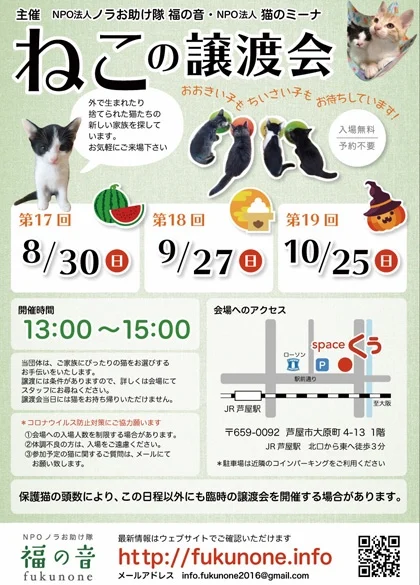 主催 NPO法人ノラお助け隊 福の音・NPO法人 猫のミーナ
ねこの譲渡会
おおきい子もちいさい子も お待ちしています!
外で生まれたり
捨てられた猫たちの
新しい家族を探して
います。
お気軽にご来場下さい
入場無料
予約不要
第17回
8/30日
第18回
9/27日
第19回
10/25日
開催時間
13:00〜15:00
当団体は、ご家族にぴったりの猫をお選びする
お手伝いをしたします。
譲渡には条件がありますので、詳しくは会場にて
スタッフにお尋ねください。
譲渡会当日には猫をお持ち帰りいただけません。
*コロナウイルス防止対策にご協力願います
①会場への入場人数を制限する場合があります。
②体調不良の方は、入場をご遠慮ください。
③参加予定の猫に関するご質問は、メールにて
お願い致します。
会場へのアクセス
space くぅ
ローソン
P
駅前通り
JR 芦屋駅
至大阪
〒659-0092 芦屋市大原町 4-13 1階
JR 芦屋駅 北口から東へ徒歩3分
*駐車場は近隣のコインパーキングをご利用ください
保護猫の頭数により、この日程以外にも臨時の譲渡会を開催する場合があります。
NPOノラお助け隊
福の音
fukunone
最新情報はウェブサイトでご確認いただけます
http://fukunone.info
メールアドレス info.fukunone2016@gmail.com